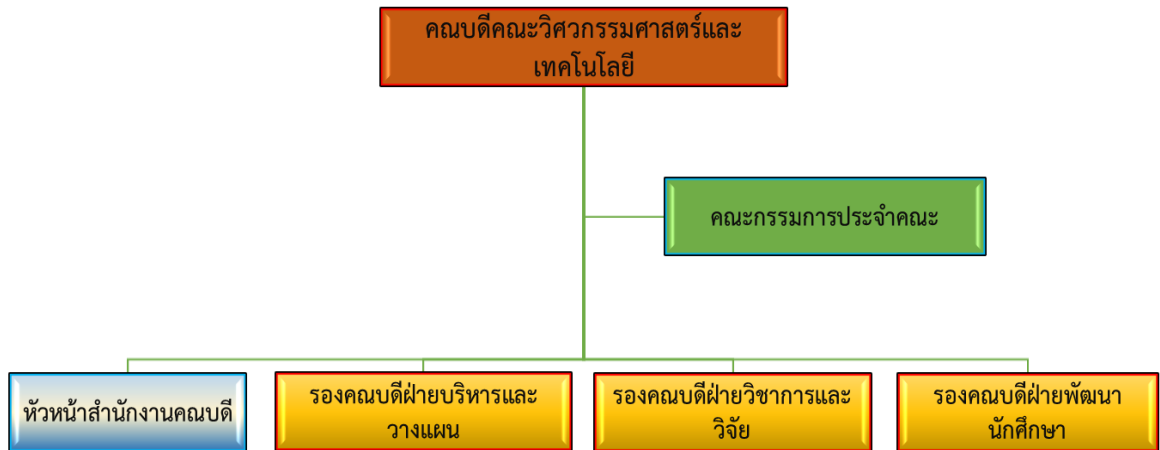 คณบดีคณะวิศวกรรมศาสตร์และ
เทคโนโลยี
คณะกรรมการประจำคณะ
หัวหน้าสำนักงานคณบดี
รองคณบดีฝ่ายบริหารและ
วางแผน
รองคณบดีฝ่ายวิชาการและ
วิจัย
รองคณบดีฝ่ายพัฒนา
นักศึกษา